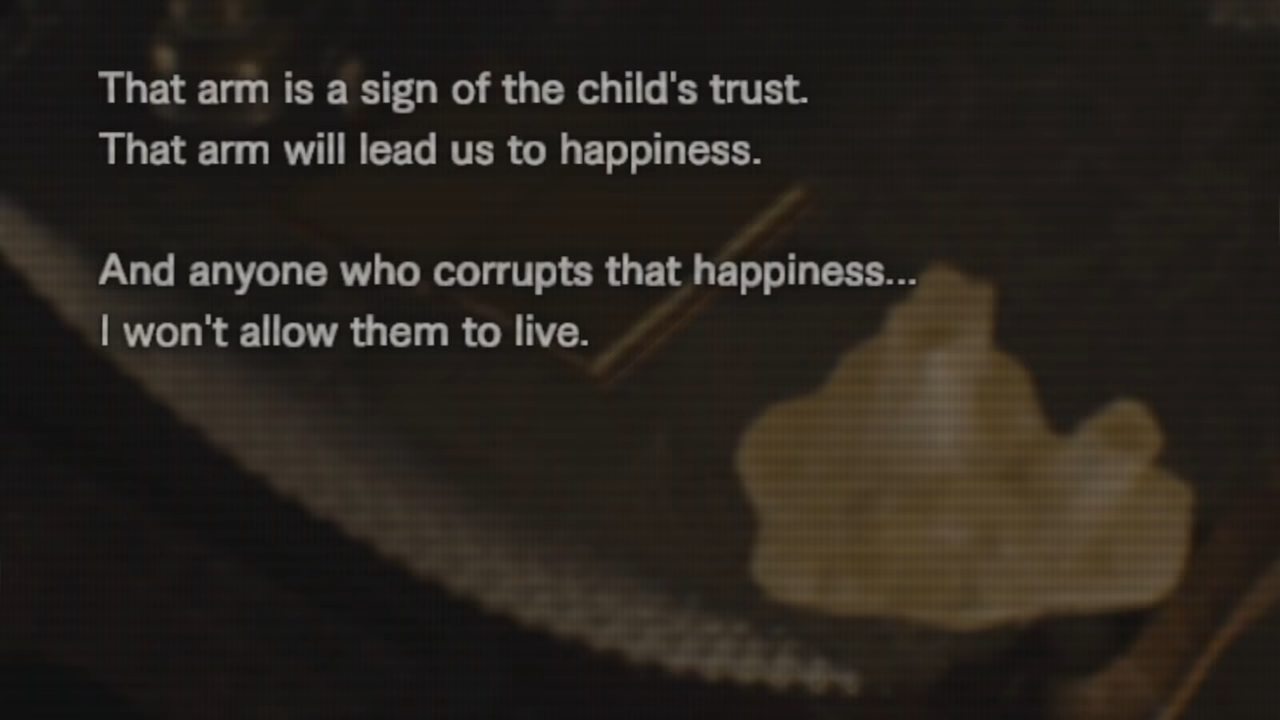 That arm is a sign of the child's trust.
That arm will lead us to happiness.
And anyone who corrupts that happiness...
I won't allow them to live.